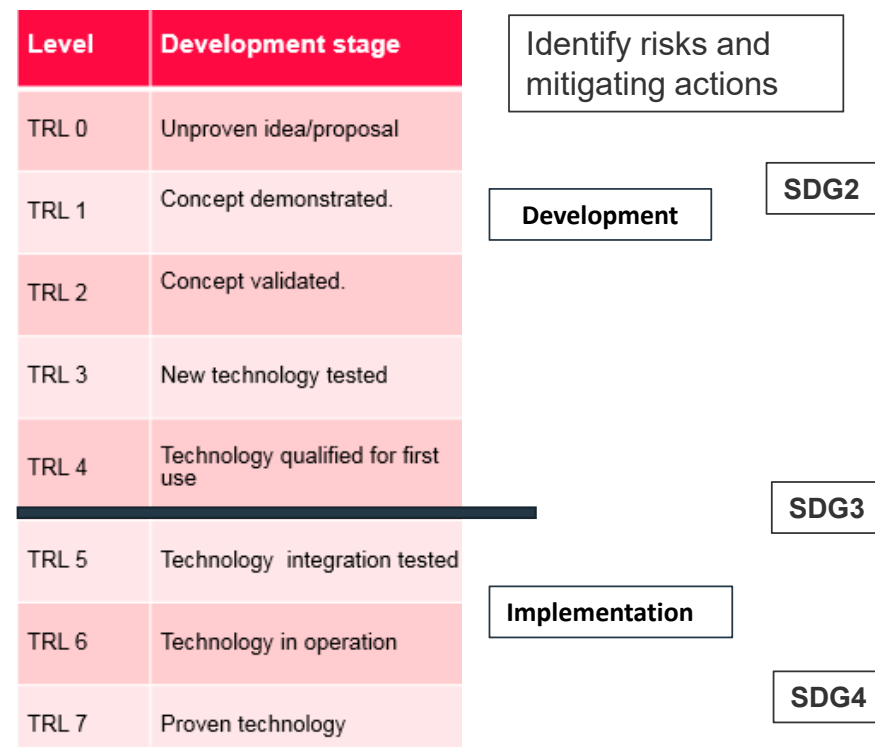 Level Development stage
Identify risks and
mitigating actions
TRL 0 Unproven idea/proposal
SDG2
TRL 1 Concept demonstrated.
Development
TRL 2 Concept validated.
TRL 3 New technology tested
TRL 4 Technology qualified for first
use
SDG3
TRL 5 Technology integration tested
Implementation
TRL 6 Technology in operation
SDG4
TRL 7 Proven technology